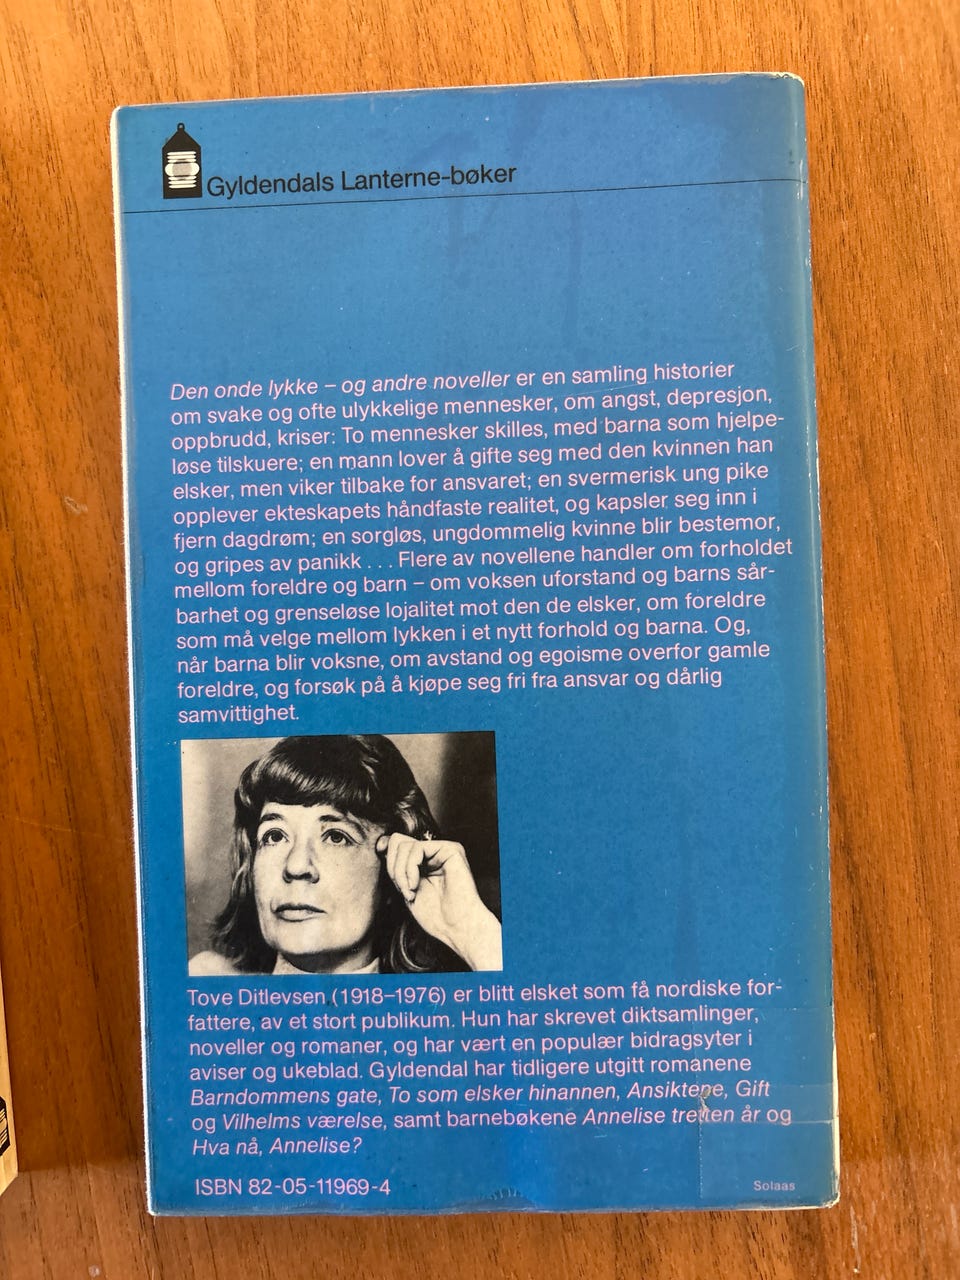 Gyldendals Lanterne-bøker
Den onde lykke – og andre noveller er en samling historier
om svake og ofte ulykkelige mennesker, om angst, depresjon,
oppbrudd, kriser: To mennesker skilles, med barna som hjelpe-
løse tilskuere; en mann lover å gifte seg med den kvinnen han
elsker, men viker tilbake for ansvaret; en svermerisk ung pike
opplever ekteskapets håndfaste realitet, og kapsler seg inn i
fjern dagdrøm; en sorgløs, ungdommelig kvinne blir bestemor,
og gripes av panikk . . . Flere av novellene handler om forholdet
mellom foreldre og barn – om voksen uforstand og barns sår-
barhet og grenseløse lojalitet mot den de elsker, om foreldre
som må velge mellom lykken i et nytt forhold og barna. Og,
når barna blir voksne, om avstand og egoisme overfor gamle
foreldre, og forsøk på å kjøpe seg fri fra ansvar og dårlig
samvittighet.
Tove Ditlevsen (1918–1976) er blitt elsket som få nordiske for-
fattere, av et stort publikum. Hun har skrevet diktsamlinger,
noveller og romaner, og har vært en populær bidragsyter i
aviser og ukeblad. Gyldendal har tidligere utgitt romanene
Barndommens gate, To som elsker hinannen, Ansiktene, Gift
og Vilhelms værelse, samt barnebøkene Annelise tretten år og
Hva nå, Annelise?
ISBN 82-05-11969-4
Solaas